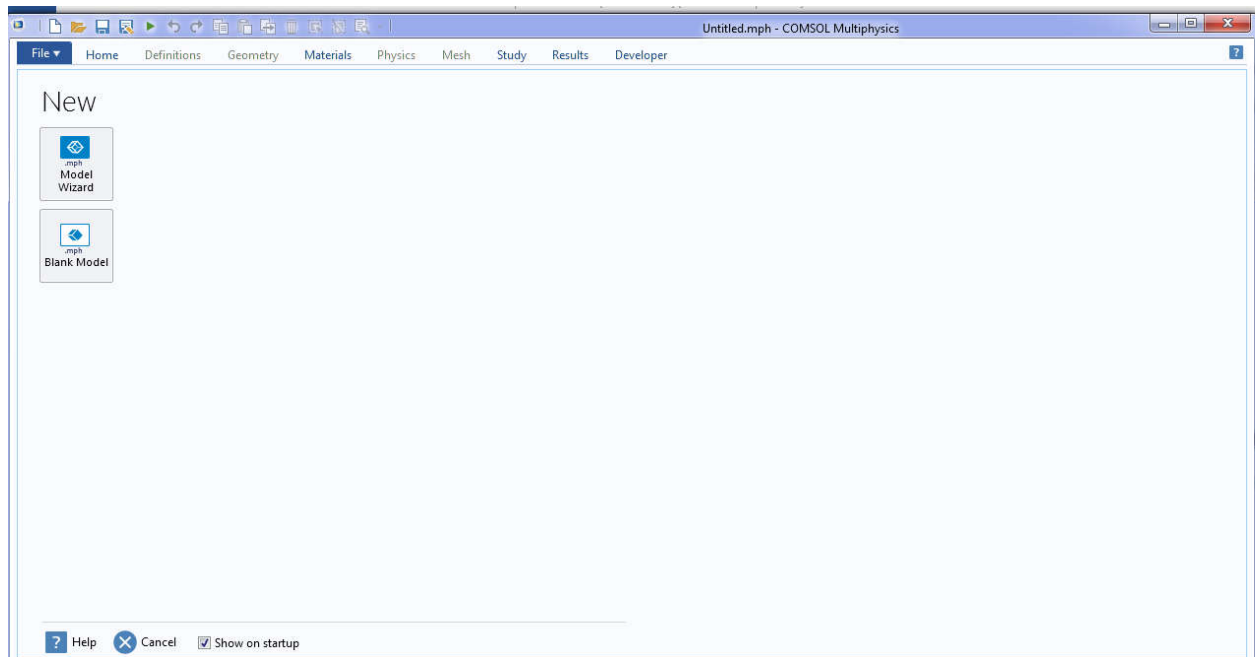 Untitled.mph - COMSOL Multiphysics
File Home Definitions Geometry Materials Physics Mesh Study Results Developer ?
New
.mph
Model
Wizard
.mph
Blank Model
? Help Cancel Show on startup